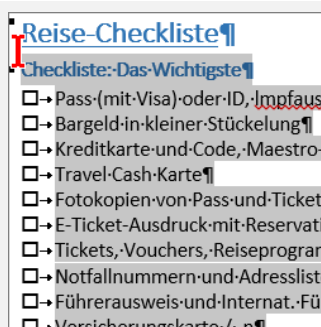 Reise-Checkliste¶
Checkliste:·Das·Wichtigste¶
☐→Pass·(mit·Visa)·oder·ID,·Impfaus
☐→Bargeld·in·kleiner·Stückelung¶
☐→Kreditkarte·und·Code,·Maestro-
☐→Travel·Cash·Karte¶
☐→Fotokopien·von·Pass·und·Ticket
☐→E-Ticket-Ausdruck·mit·Reservati
☐→Tickets,·Vouchers,·Reiseprogram
☐→Notfallnummern·und·Adresslist
☐→Führerausweis·und·Internat.·Fü